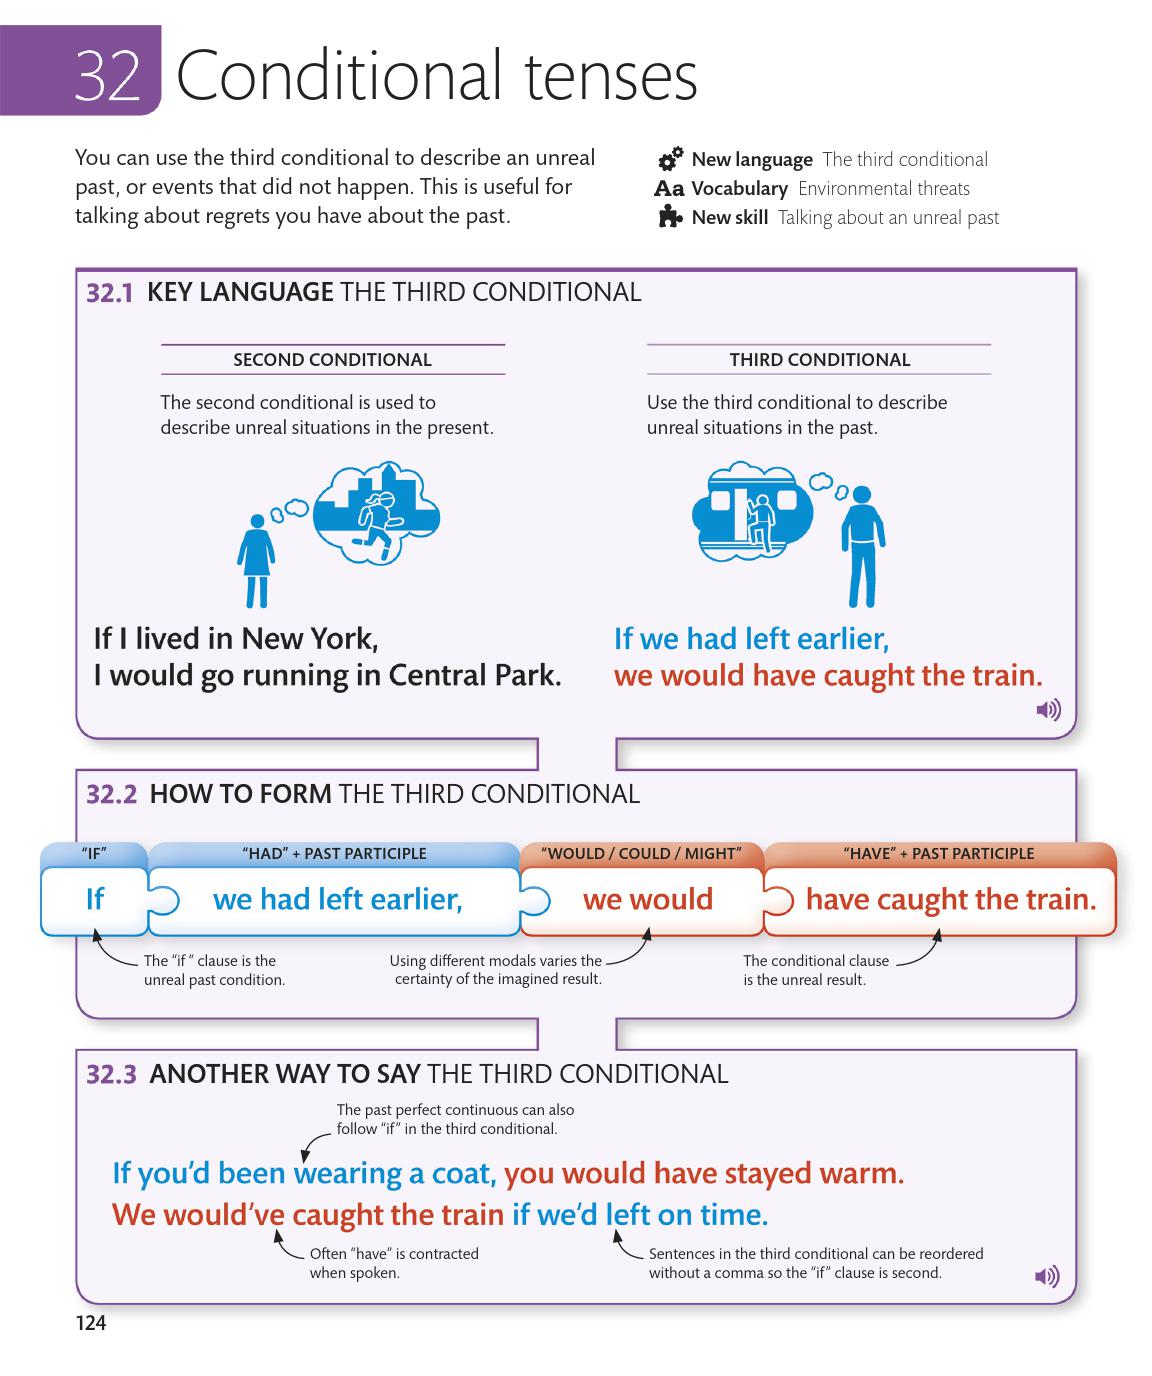 32 Conditional tenses
You can use the third conditional to describe an unreal
past, or events that did not happen. This is useful for
talking about regrets you have about the past.
New language The third conditional
Aa Vocabulary Environmental threats
New skill Talking about an unreal past
32.1 KEY LANGUAGE THE THIRD CONDITIONAL
SECOND CONDITIONAL
The second conditional is used to
describe unreal situations in the present.
If I lived in New York,
I would go running in Central Park.
THIRD CONDITIONAL
Use the third conditional to describe
unreal situations in the past.
If we had left earlier,
we would have caught the train.
32.2 HOW TO FORM THE THIRD CONDITIONAL
“IF” “HAD” + PAST PARTICIPLE “WOULD / COULD / MIGHT” “HAVE” + PAST PARTICIPLE
If we had left earlier, we would have caught the train.
The “if “ clause is the
unreal past condition.
Using different modals varies the
certainty of the imagined result.
The conditional clause
is the unreal result.
32.3 ANOTHER WAY TO SAY THE THIRD CONDITIONAL
The past perfect continuous can also
follow “if” in the third conditional.
If you’d been wearing a coat, you would have stayed warm.
We would’ve caught the train if we’d left on time.
Often “have” is contracted
when spoken.
Sentences in the third conditional can be reordered
without a comma so the “if” clause is second.
124